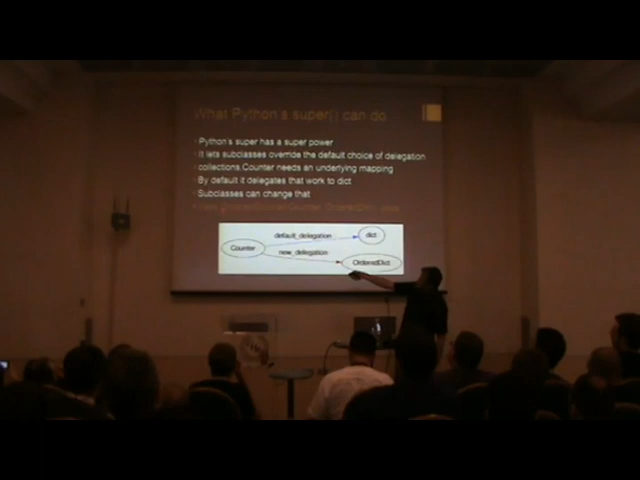 What Python's super() can do
Python's super has a super power
It lets subclasses override the default choice of delegation
collections.Counter needs an underlying mapping
By default it delegates that work to dict
Subclasses can change that
default_delegation
dict
Counter
new_delegation
OrderedDict